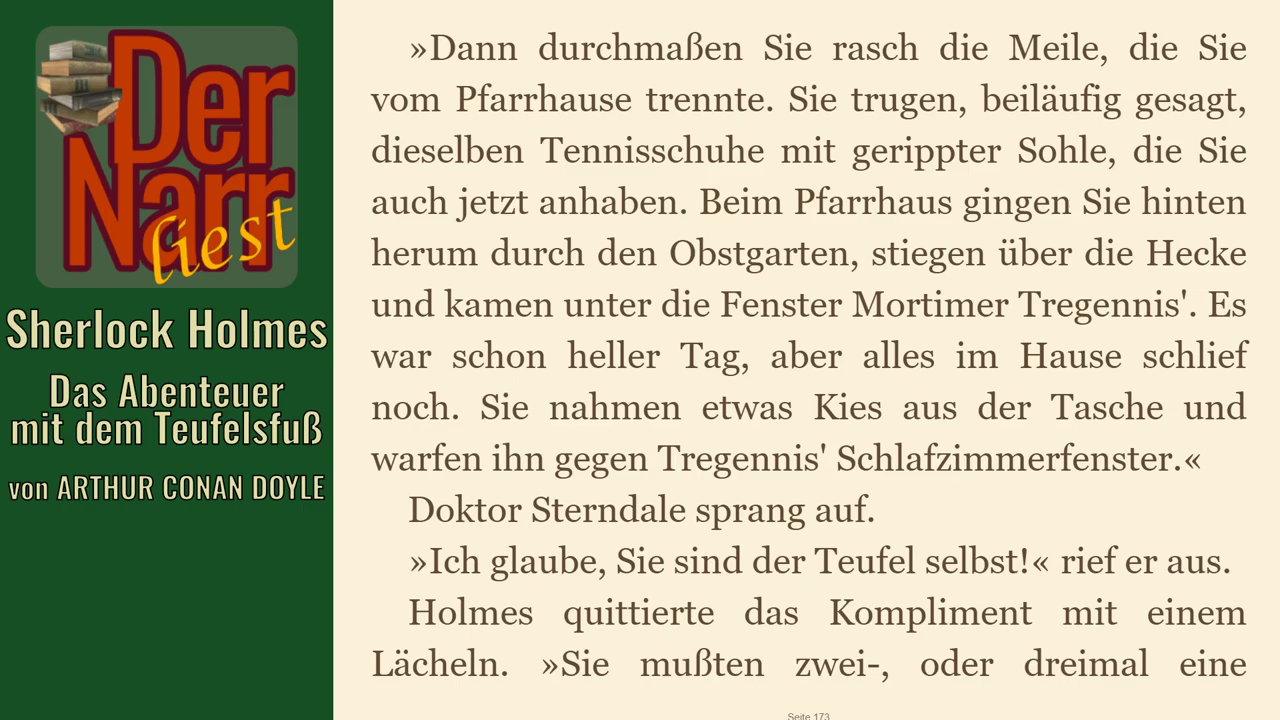 Der
Narr
liest
Sherlock Holmes
Das Abenteuer
mit dem Teufelsfuß
von ARTHUR CONAN DOYLE
»Dann durchmaßen Sie rasch die Meile, die Sie
vom Pfarrhause trennte. Sie trugen, beiläufig gesagt,
dieselben Tennisschuhe mit gerippter Sohle, die Sie
auch jetzt anhaben. Beim Pfarrhaus gingen Sie hinten
herum durch den Obstgarten, stiegen über die Hecke
und kamen unter die Fenster Mortimer Tregennis'. Es
war schon heller Tag, aber alles im Hause schlief
noch. Sie nahmen etwas Kies aus der Tasche und
warfen ihn gegen Tregennis' Schlafzimmerfenster.«
Doktor Sterndale sprang auf.
»Ich glaube, Sie sind der Teufel selbst!« rief er aus.
Holmes quittierte das Kompliment mit einem
Lächeln. »Sie mußten zwei-, oder dreimal eine
Seite 173